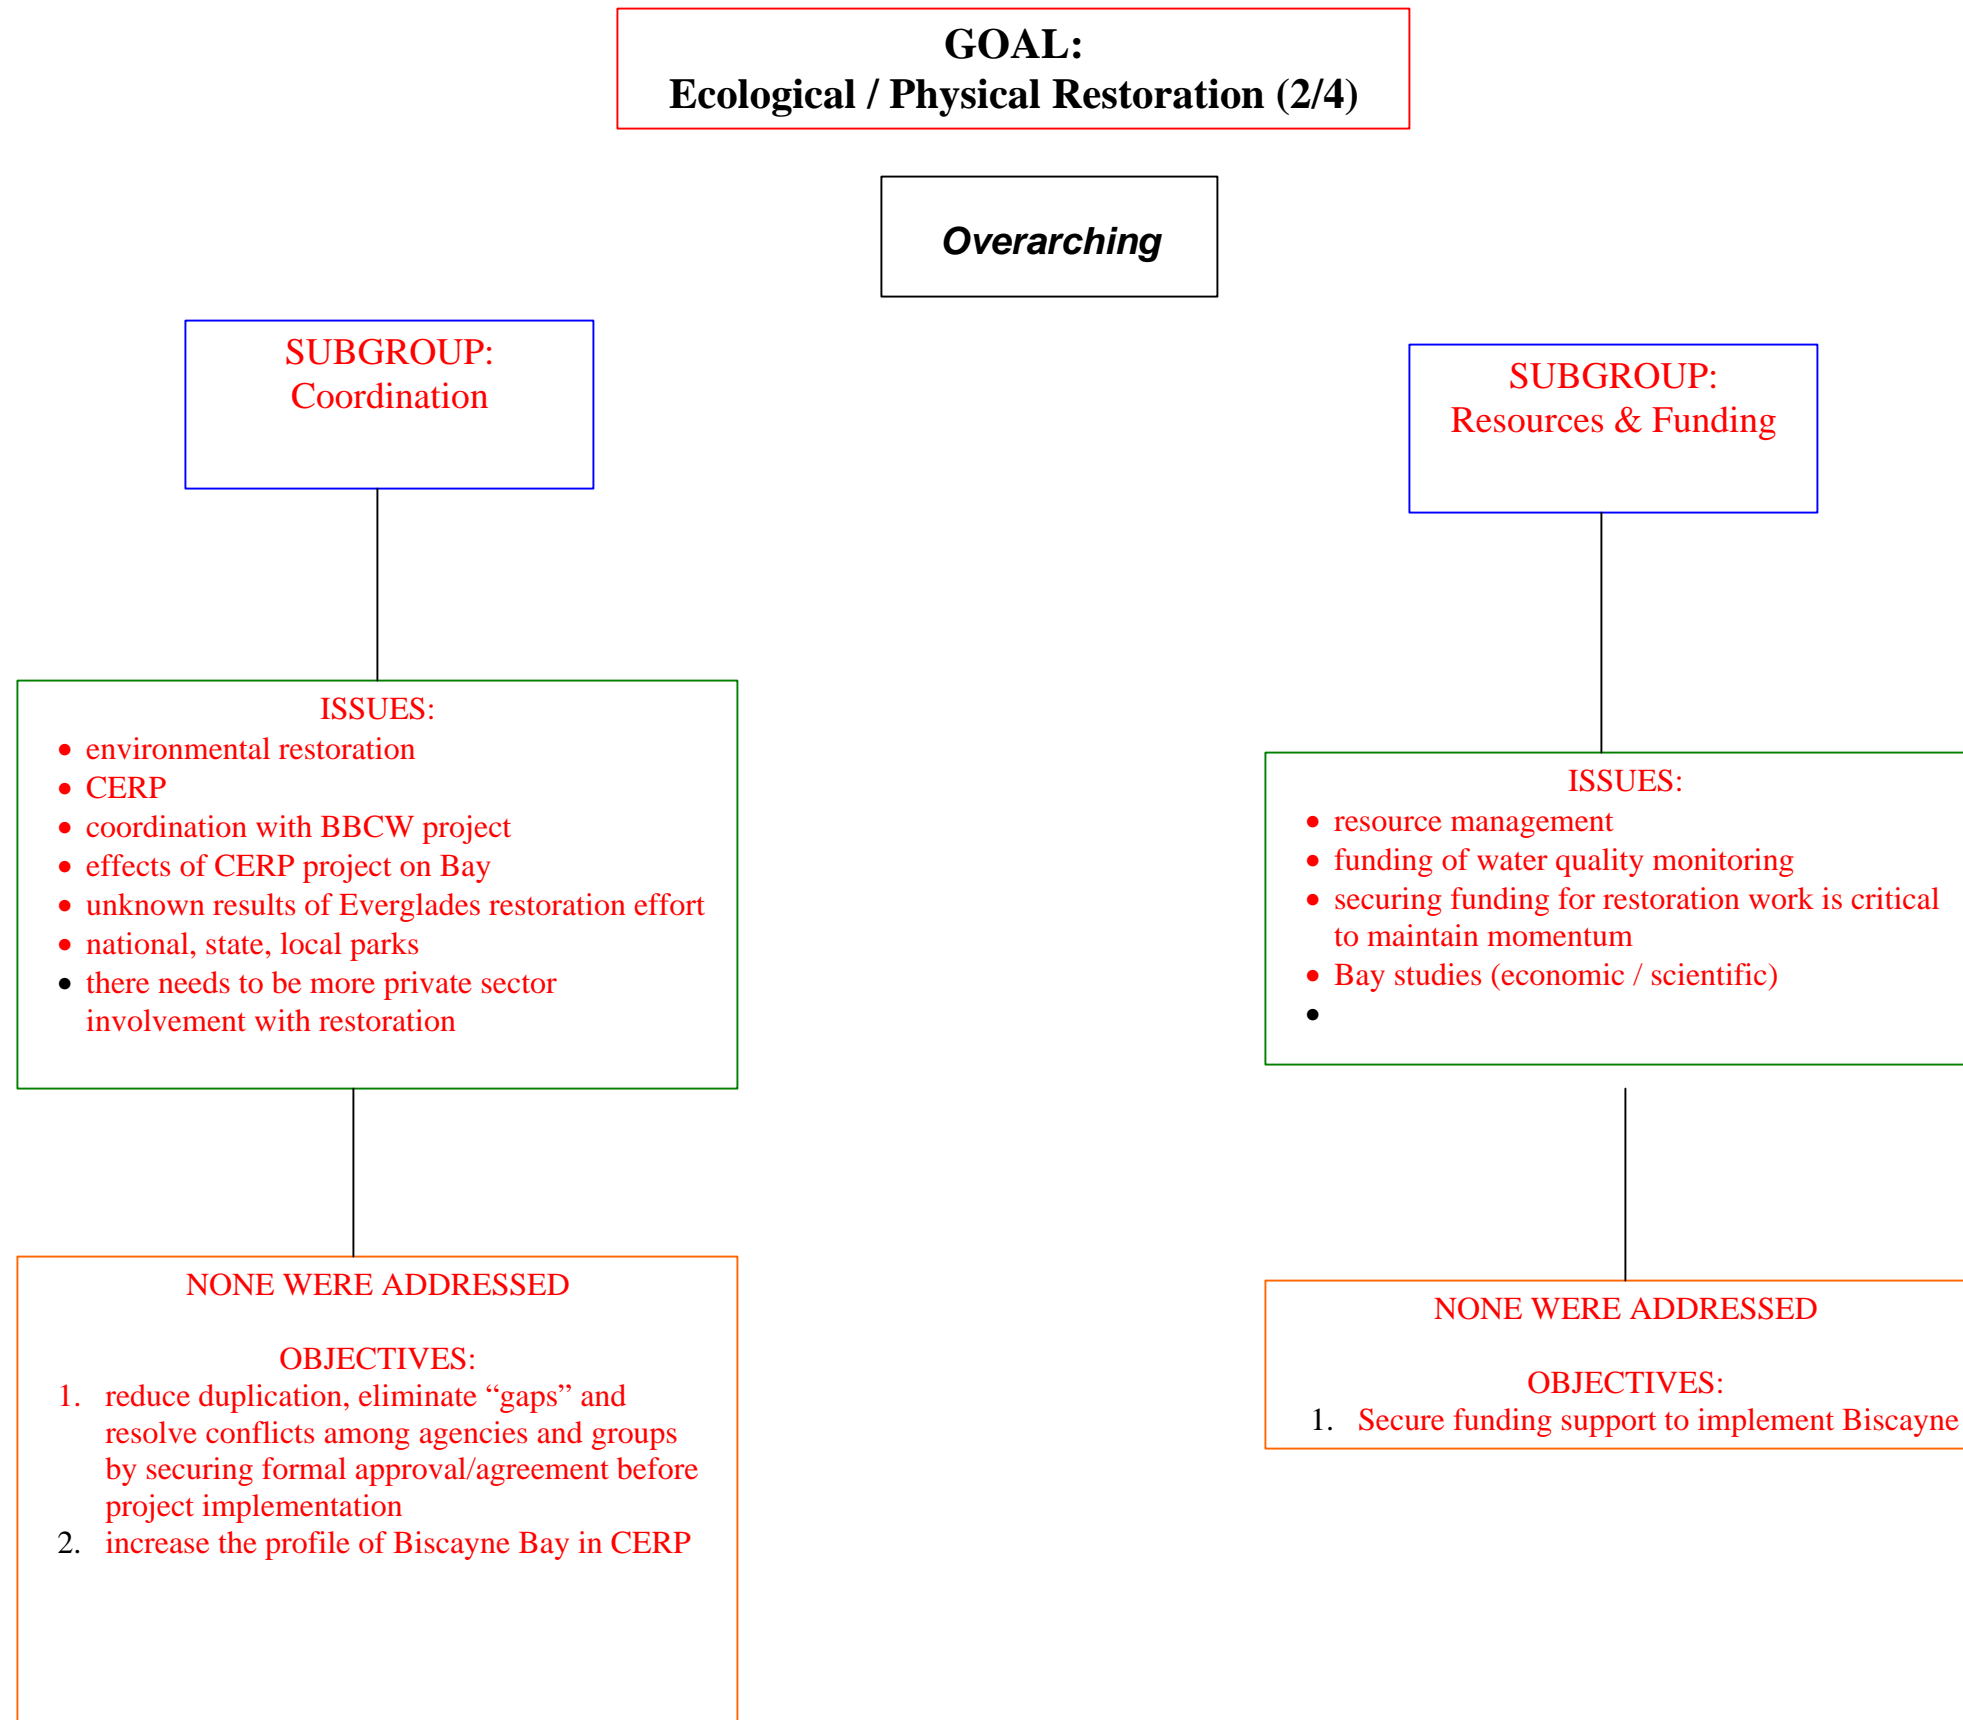 GOAL:
Ecological / Physical Restoration (2/4)
Overarching
SUBGROUP:
Coordination
ISSUES:
• environmental restoration
• CERP
• coordination with BBCW project
• effects of CERP project on Bay
• unknown results of Everglades restoration effort
• national, state, local parks
• there needs to be more private sector
involvement with restoration
NONE WERE ADDRESSED
OBJECTIVES:
1. reduce duplication, eliminate “gaps” and
resolve conflicts among agencies and groups
by securing formal approval/agreement before
project implementation
2. increase the profile of Biscayne Bay in CERP
SUBGROUP:
Resources & Funding
ISSUES:
• resource management
• funding of water quality monitoring
• securing funding for restoration work is critical
to maintain momentum
• Bay studies (economic / scientific)
•
NONE WERE ADDRESSED
OBJECTIVES:
1. Secure funding support to implement Biscayne